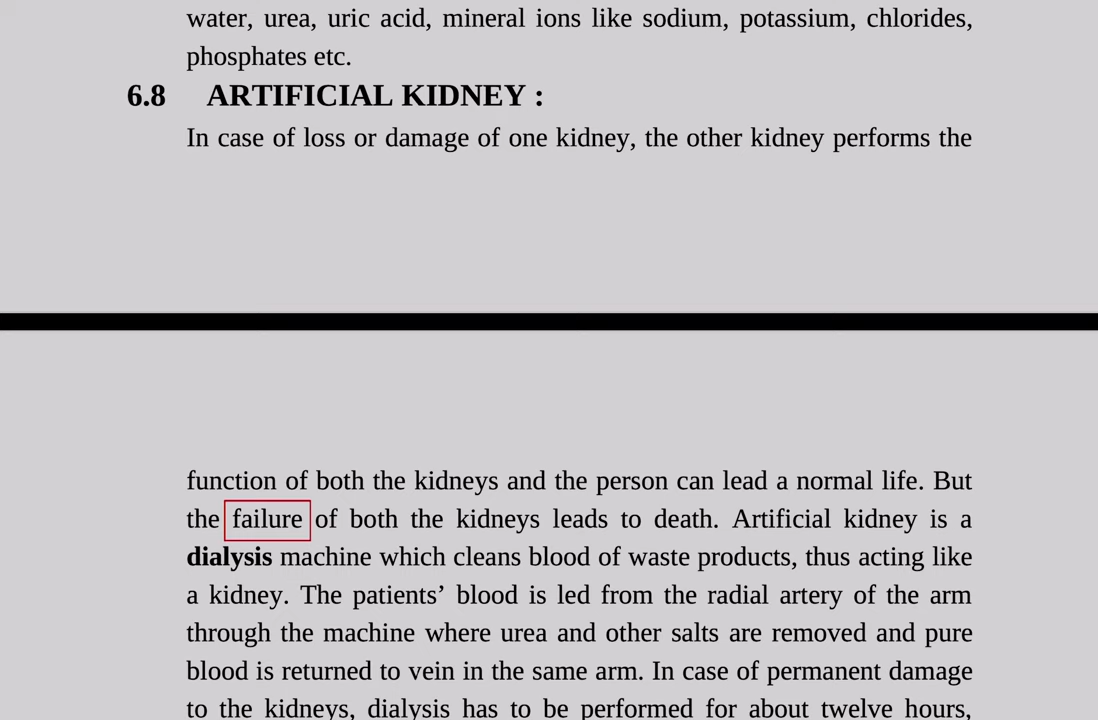 water, urea, uric acid, mineral ions like sodium, potassium, chlorides,
phosphates etc.
6.8 ARTIFICIAL KIDNEY :
In case of loss or damage of one kidney, the other kidney performs the
function of both the kidneys and the person can lead a normal life. But
the failure of both the kidneys leads to death. Artificial kidney is a
dialysis machine which cleans blood of waste products, thus acting like
a kidney. The patients’ blood is led from the radial artery of the arm
through the machine where urea and other salts are removed and pure
blood is returned to vein in the same arm. In case of permanent damage
to the kidneys, dialysis has to be performed for about twelve hours,